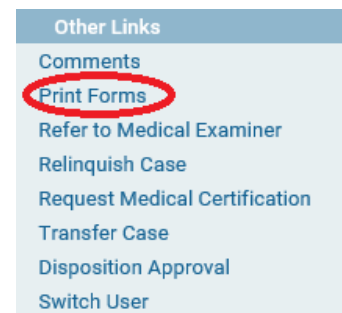 Other Links
Comments
Print Forms
Refer to Medical Examiner
Relinquish Case
Request Medical Certification
Transfer Case
Disposition Approval
Switch User